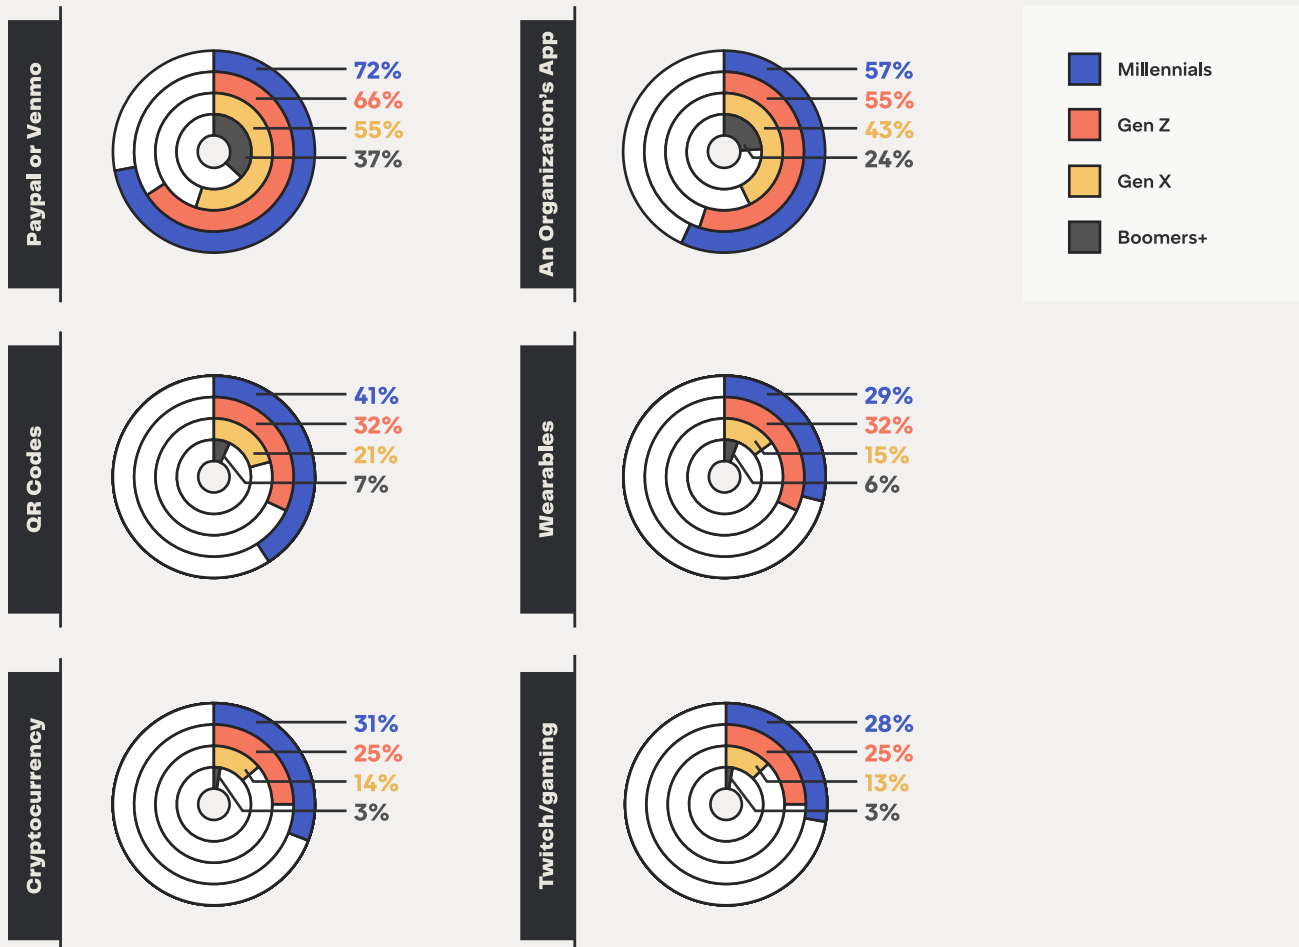 Paypal or Venmo
72%
66%
55%
37%
An Organization's App
57%
55%
43%
24%
Millennials
Gen Z
Gen X
Boomers+
QR Codes
41%
32%
21%
7%
Wearables
29%
32%
15%
6%
Cryptocurrency
31%
25%
14%
3%
Twitch/gaming
28%
25%
13%
3%